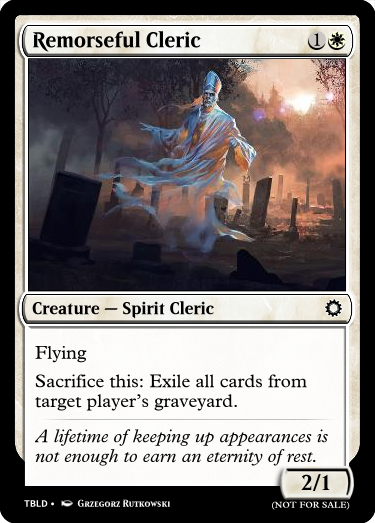 Remorseful Cleric 1
Creature — Spirit Cleric
Flying
Sacrifice this: Exile all cards from
target player's graveyard.
A lifetime of keeping up appearances is
not enough to earn an eternity of rest.
2/1
TBLD • Grzegorz Rutkowski (NOT FOR SALE)